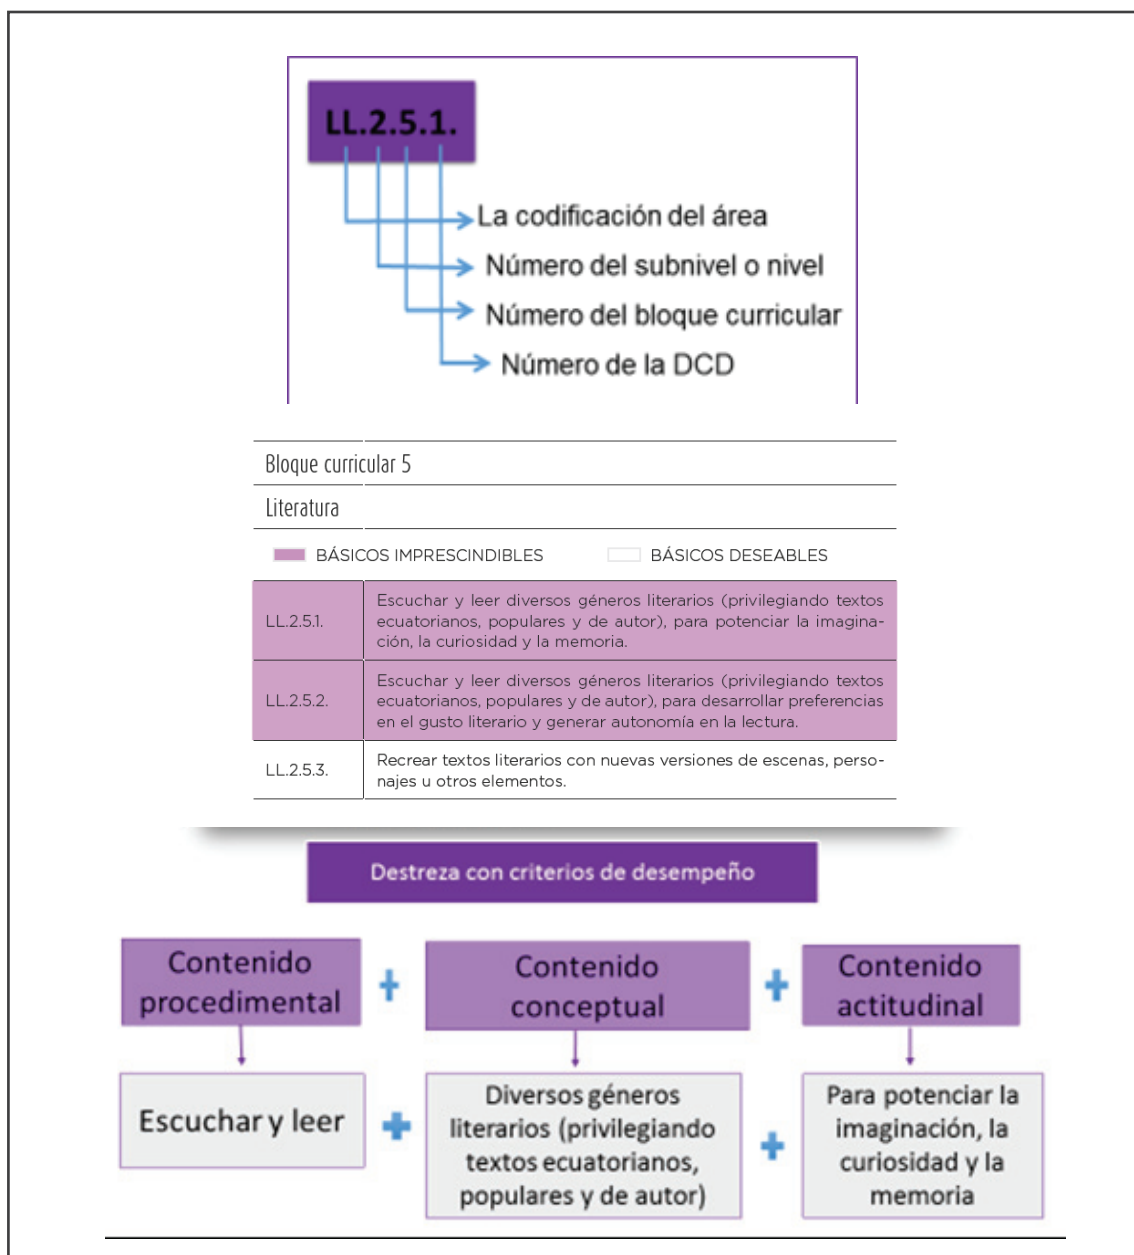 LL.2.5.1.
La codificación del área
Número del subnivel o nivel
Número del bloque curricular
Número de la DCD
Bloque curricular 5
Literatura
BÁSICOS IMPRESCINDIBLES BÁSICOS DESEABLES
LL.2.5.1.
Escuchar y leer diversos géneros literarios (privilegiando textos
ecuatorianos, populares y de autor), para potenciar la imagina-
ción, la curiosidad y la memoria.
LL.2.5.2.
Escuchar y leer diversos géneros literarios (privilegiando textos
ecuatorianos, populares y de autor), para desarrollar preferencias
en el gusto literario y generar autonomía en la lectura.
LL.2.5.3.
Recrear textos literarios con nuevas versiones de escenas, perso-
najes u otros elementos.
Destreza con criterios de desempeño
Contenido
procedimental
+
Contenido
conceptual
+
Contenido
actitudinal
Escuchar y leer
+
Diversos géneros
literarios (privilegiando
textos ecuatorianos,
populares y de autor)
+
Para potenciar la
imaginación, la
curiosidad y la
memoria